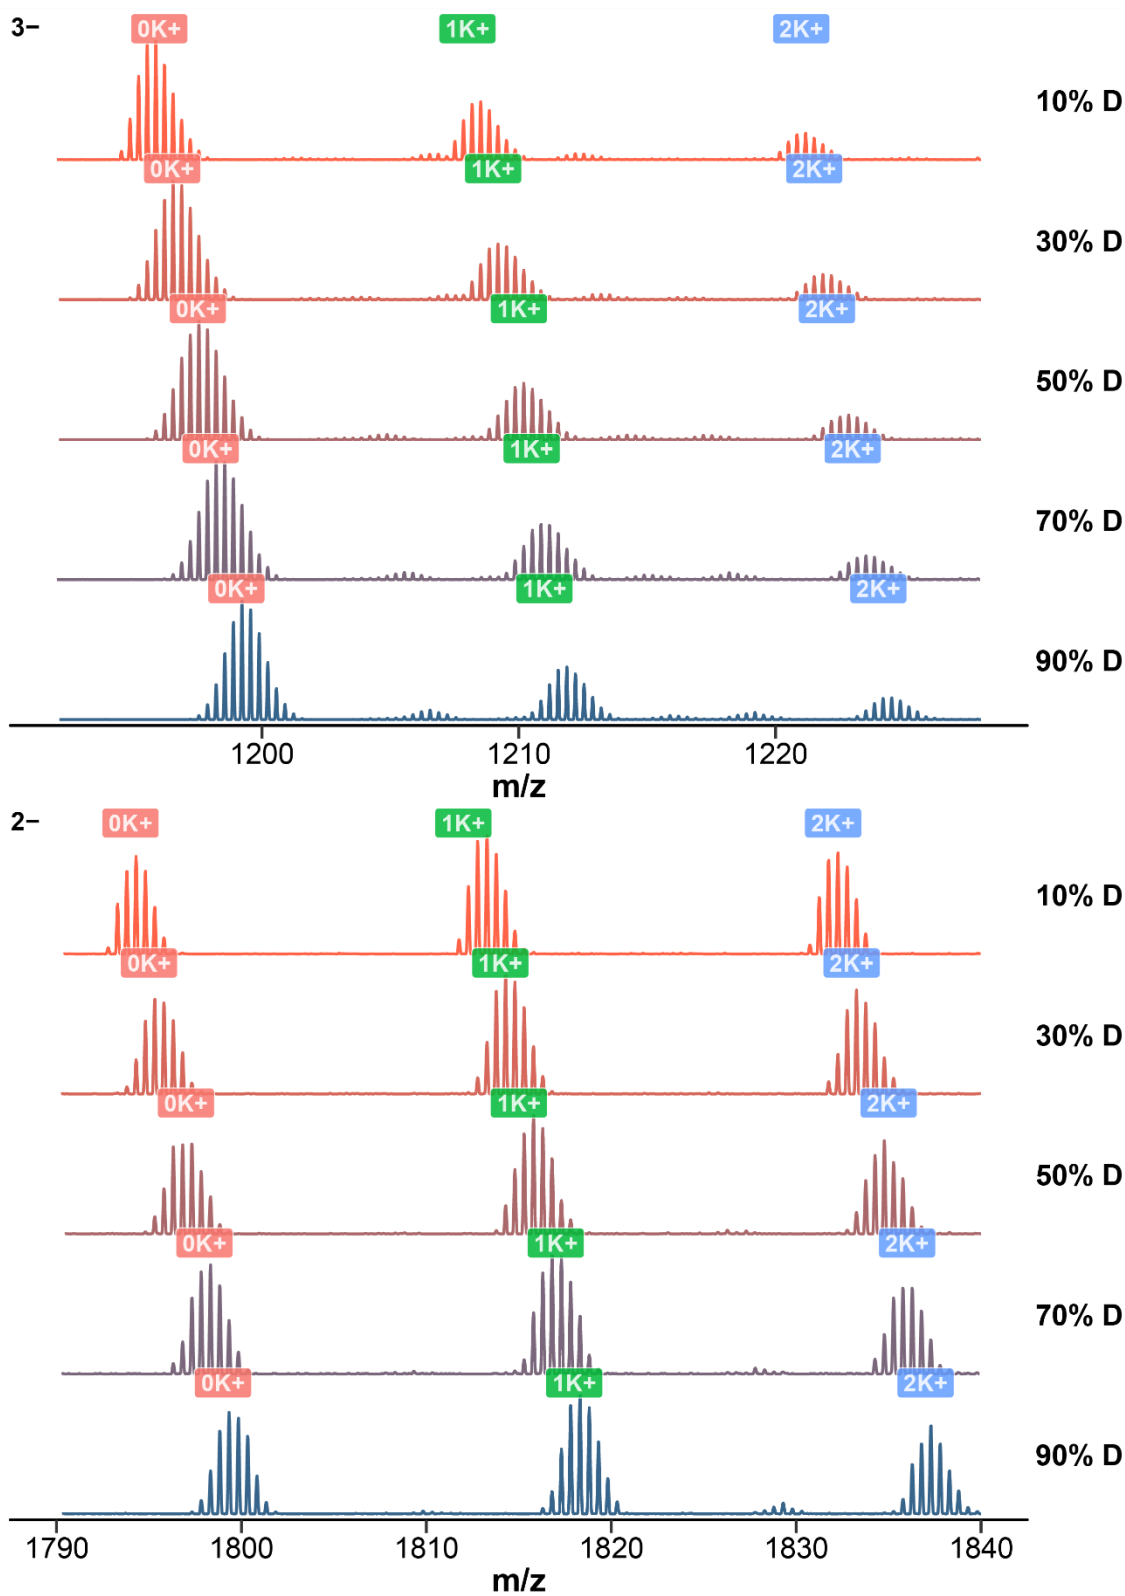 3−
0K+ 1K+ 2K+
10% D
0K+ 1K+ 2K+
30% D
0K+ 1K+ 2K+
50% D
0K+ 1K+ 2K+
70% D
0K+ 1K+ 2K+
90% D
1200 1210 1220
m/z
2−
0K+ 1K+ 2K+
10% D
0K+ 1K+ 2K+
30% D
0K+ 1K+ 2K+
50% D
0K+ 1K+ 2K+
70% D
0K+ 1K+ 2K+
90% D
1790 1800 1810 1820 1830 1840
m/z